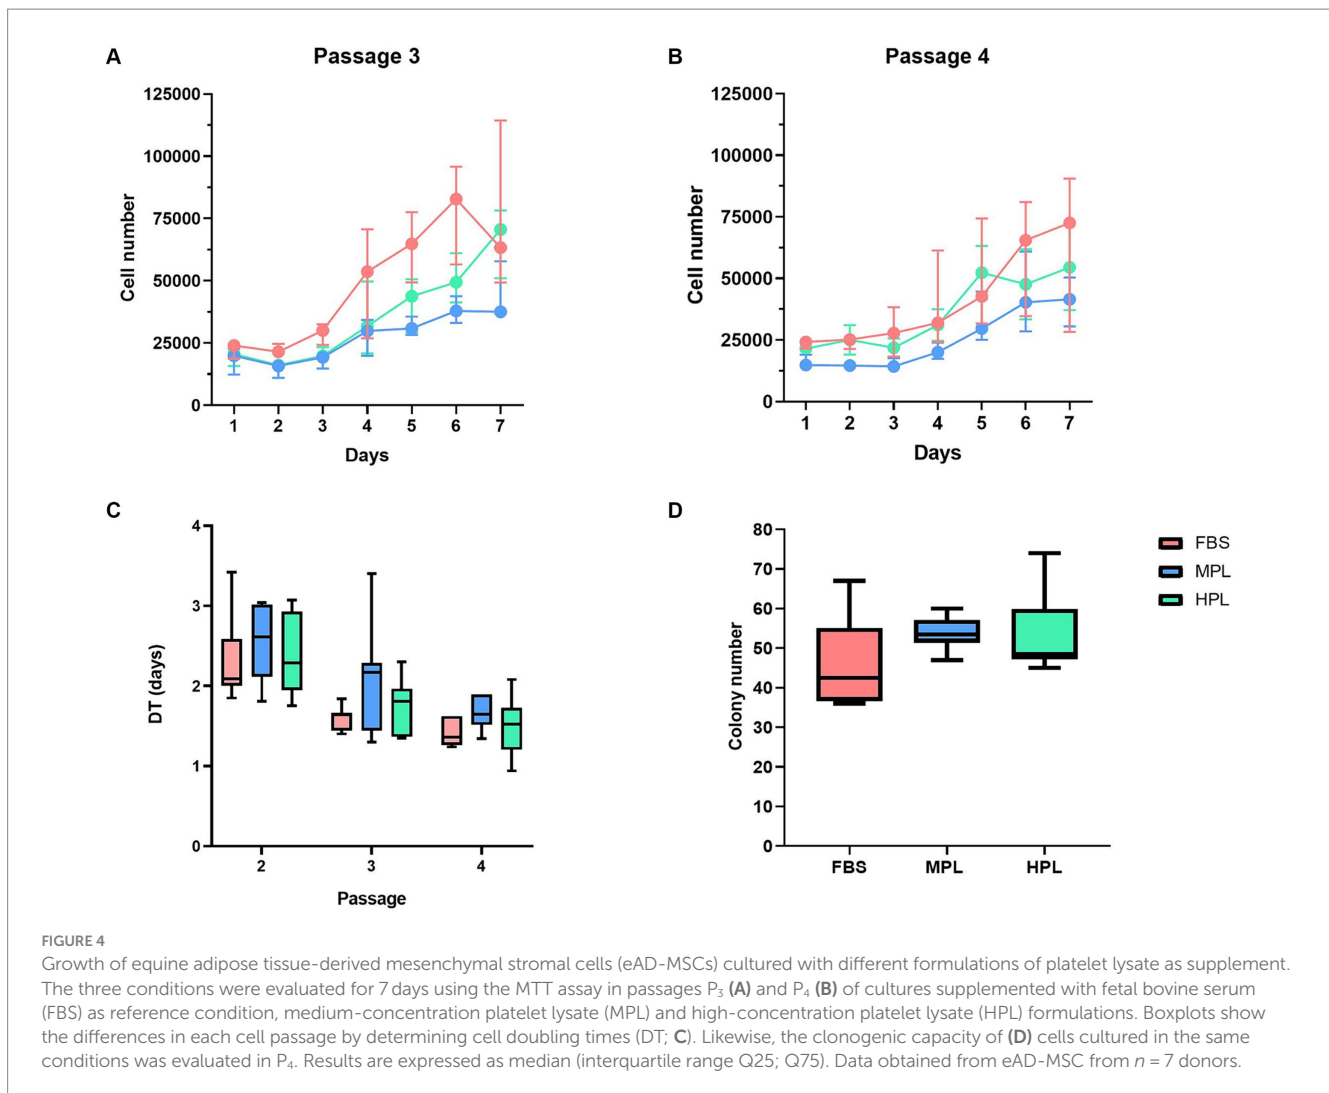 A
Passage 3
B
Passage 4
125000
100000
75000
50000
25000
0
Cell number
1 2 3 4 5 6 7
Days
125000
100000
75000
50000
25000
0
Cell number
1 2 3 4 5 6 7
Days
C
4
3
2
1
0
DT (days)
2 3 4
Passage
D
80
70
60
50
40
30
20
10
0
Colony number
FBS MPL HPL
FBS
MPL
HPL
FIGURE 4
Growth of equine adipose tissue-derived mesenchymal stromal cells (eAD-MSCs) cultured with different formulations of platelet lysate as supplement.
The three conditions were evaluated for 7 days using the MTT assay in passages P₃ (A) and P₄ (B) of cultures supplemented with fetal bovine serum
(FBS) as reference condition, medium-concentration platelet lysate (MPL) and high-concentration platelet lysate (HPL) formulations. Boxplots show
the differences in each cell passage by determining cell doubling times (DT; C). Likewise, the clonogenic capacity of (D) cells cultured in the same
conditions was evaluated in P₄. Results are expressed as median (interquartile range Q25; Q75). Data obtained from eAD-MSC from n = 7 donors.